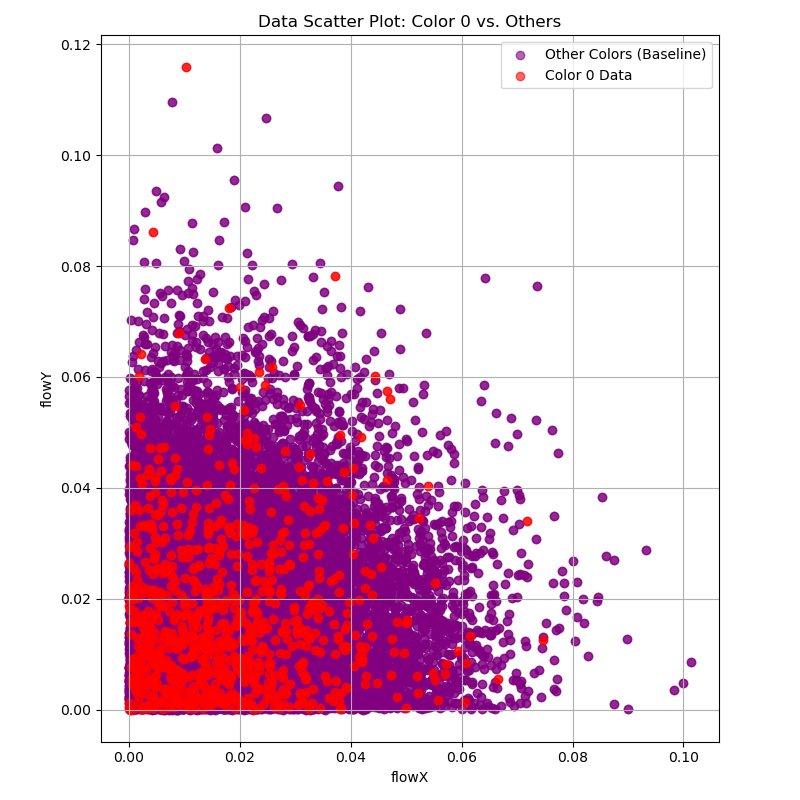 Data Scatter Plot: Color 0 vs. Others
Other Colors (Baseline)
Color 0 Data
0.12
0.10
0.08
0.06
0.04
0.02
0.00
flowY
0.00 0.02 0.04 0.06 0.08 0.10
flowX